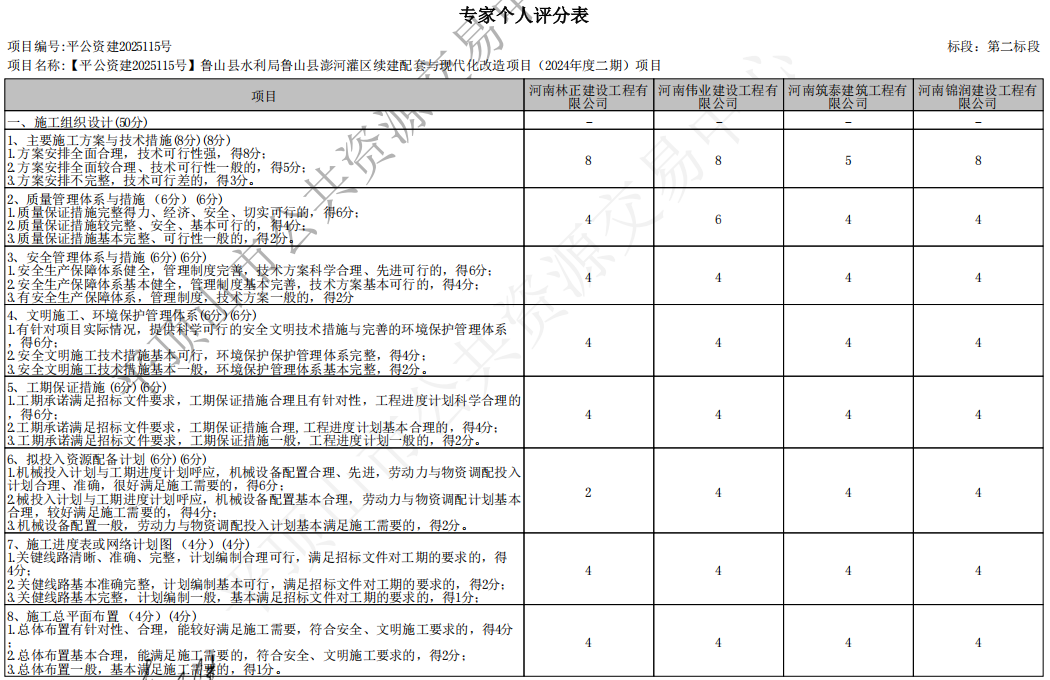 专家个人评分表
项目编号:平公资建2025115号
标段：第二标段
项目名称:【平公资建2025115号】鲁山县水利局鲁山县澎河灌区续建配套与现代化改造项目（2024年度二期）项目
项目
河南林正建设工程有限公司
河南伟业建设工程有限公司
河南筑泰建筑工程有限公司
河南锦润建设工程有限公司
一、施工组织设计(50分)
- - - -
1、主要施工方案与技术措施(8分)(8分)
1.方案安排全面合理，技术可行性强，得8分；
2.方案安排全面较合理、技术可行性一般的，得5分；
3.方案安排不完整，技术可行差的，得3分。
8 8 5 8
2、质量管理体系与措施 （6分）(6分)
1.质量保证措施完整得力、经济、安全、切实可行的，得6分；
2.质量保证措施较完整、安全、基本可行的，得4分；
3.质量保证措施基本完整、可行性一般的，得2分。
4 6 4 4
3、安全管理体系与措施 (6分)(6分)
1.安全生产保障体系健全，管理制度完善，技术方案科学合理、先进可行的，得6分；
2.安全生产保障体系基本健全，管理制度基本完善，技术方案基本可行的，得4分；
3.有安全生产保障体系，管理制度，技术方案一般的，得2分
4 4 4 4
4、文明施工、环境保护管理体系(6分)(6分)
1.有针对项目实际情况，提供科学可行的安全文明技术措施与完善的环境保护管理体系
，得6分；
2.安全文明施工技术措施基本可行，环境保护保护管理体系完整，得4分；
3.安全文明施工技术措施基本一般，环境保护管理体系基本完整，得2分。
4 4 4 4
5、工期保证措施 (6分)(6分)
1.工期承诺满足招标文件要求，工期保证措施合理且有针对性，工程进度计划科学合理的
，得6分；
2.工期承诺满足招标文件要求，工期保证措施合理,工程进度计划基本合理的，得4分；
3.工期承诺满足招标文件要求，工期保证措施一般，工程进度计划一般的，得2分。
4 4 4 4
6、拟投入资源配备计划 (6分)(6分)
1.机械投入计划与工期进度计划呼应，机械设备配置合理、先进，劳动力与物资调配投入
计划合理、准确，很好满足施工需要的，得6分；
2.械投入计划与工期进度计划呼应，机械设备配置基本合理，劳动力与物资调配计划基本
合理，较好满足施工需要的，得4分；
3.机械设备配置一般，劳动力与物资调配投入计划基本满足施工需要的，得2分。
2 4 4 4
7、施工进度表或网络计划图 （4分）(4分)
1.关键线路清晰、准确、完整，计划编制合理可行，满足招标文件对工期的要求的，得
4分；
2.关健线路基本准确完整，计划编制基本可行，满足招标文件对工期的要求的，得2分；
3.关健线路基本完整，计划编制一般，基本满足招标文件对工期的要求的，得1分；
4 4 4 4
8、施工总平面布置 （4分）(4分)
1.总体布置有针对性、合理，能较好满足施工需要，符合安全、文明施工要求的，得4分
；
2.总体布置基本合理，能满足施工需要的，符合安全、文明施工要求的，得2分；
3.总体布置一般，基本满足施工需要的，得1分。
4 4 4 4
平顶山市公共资源交易中心
平顶山市公共资源交易中心